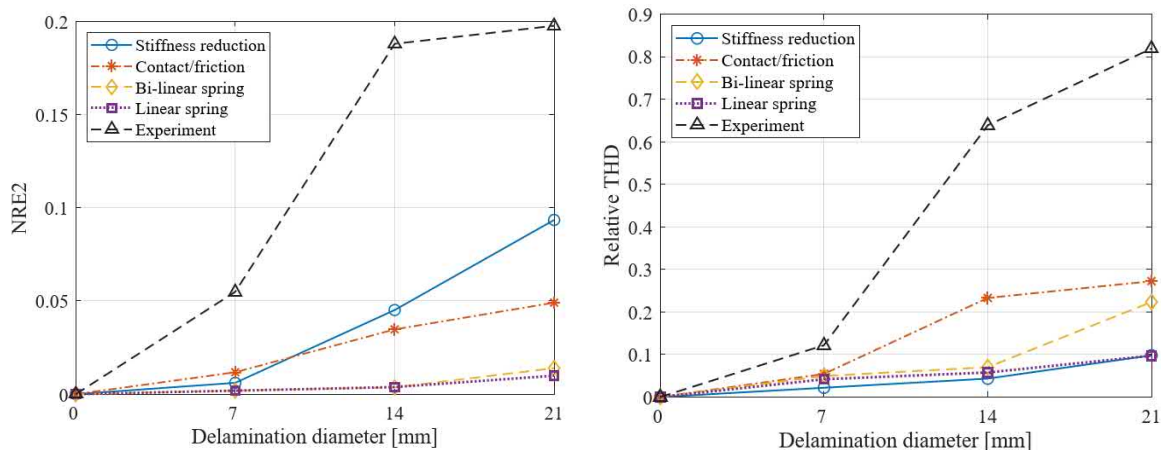 0.2
0.15
0.1
0.05
0
NRE2
Stiffness reduction
Contact/friction
Bi-linear spring
Linear spring
Experiment
0 7 14 21
Delamination diameter [mm]
0.9
0.8
0.7
0.6
0.5
0.4
0.3
0.2
0.1
0
Relative THD
Stiffness reduction
Contact/friction
Bi-linear spring
Linear spring
Experiment
0 7 14 21
Delamination diameter [mm]